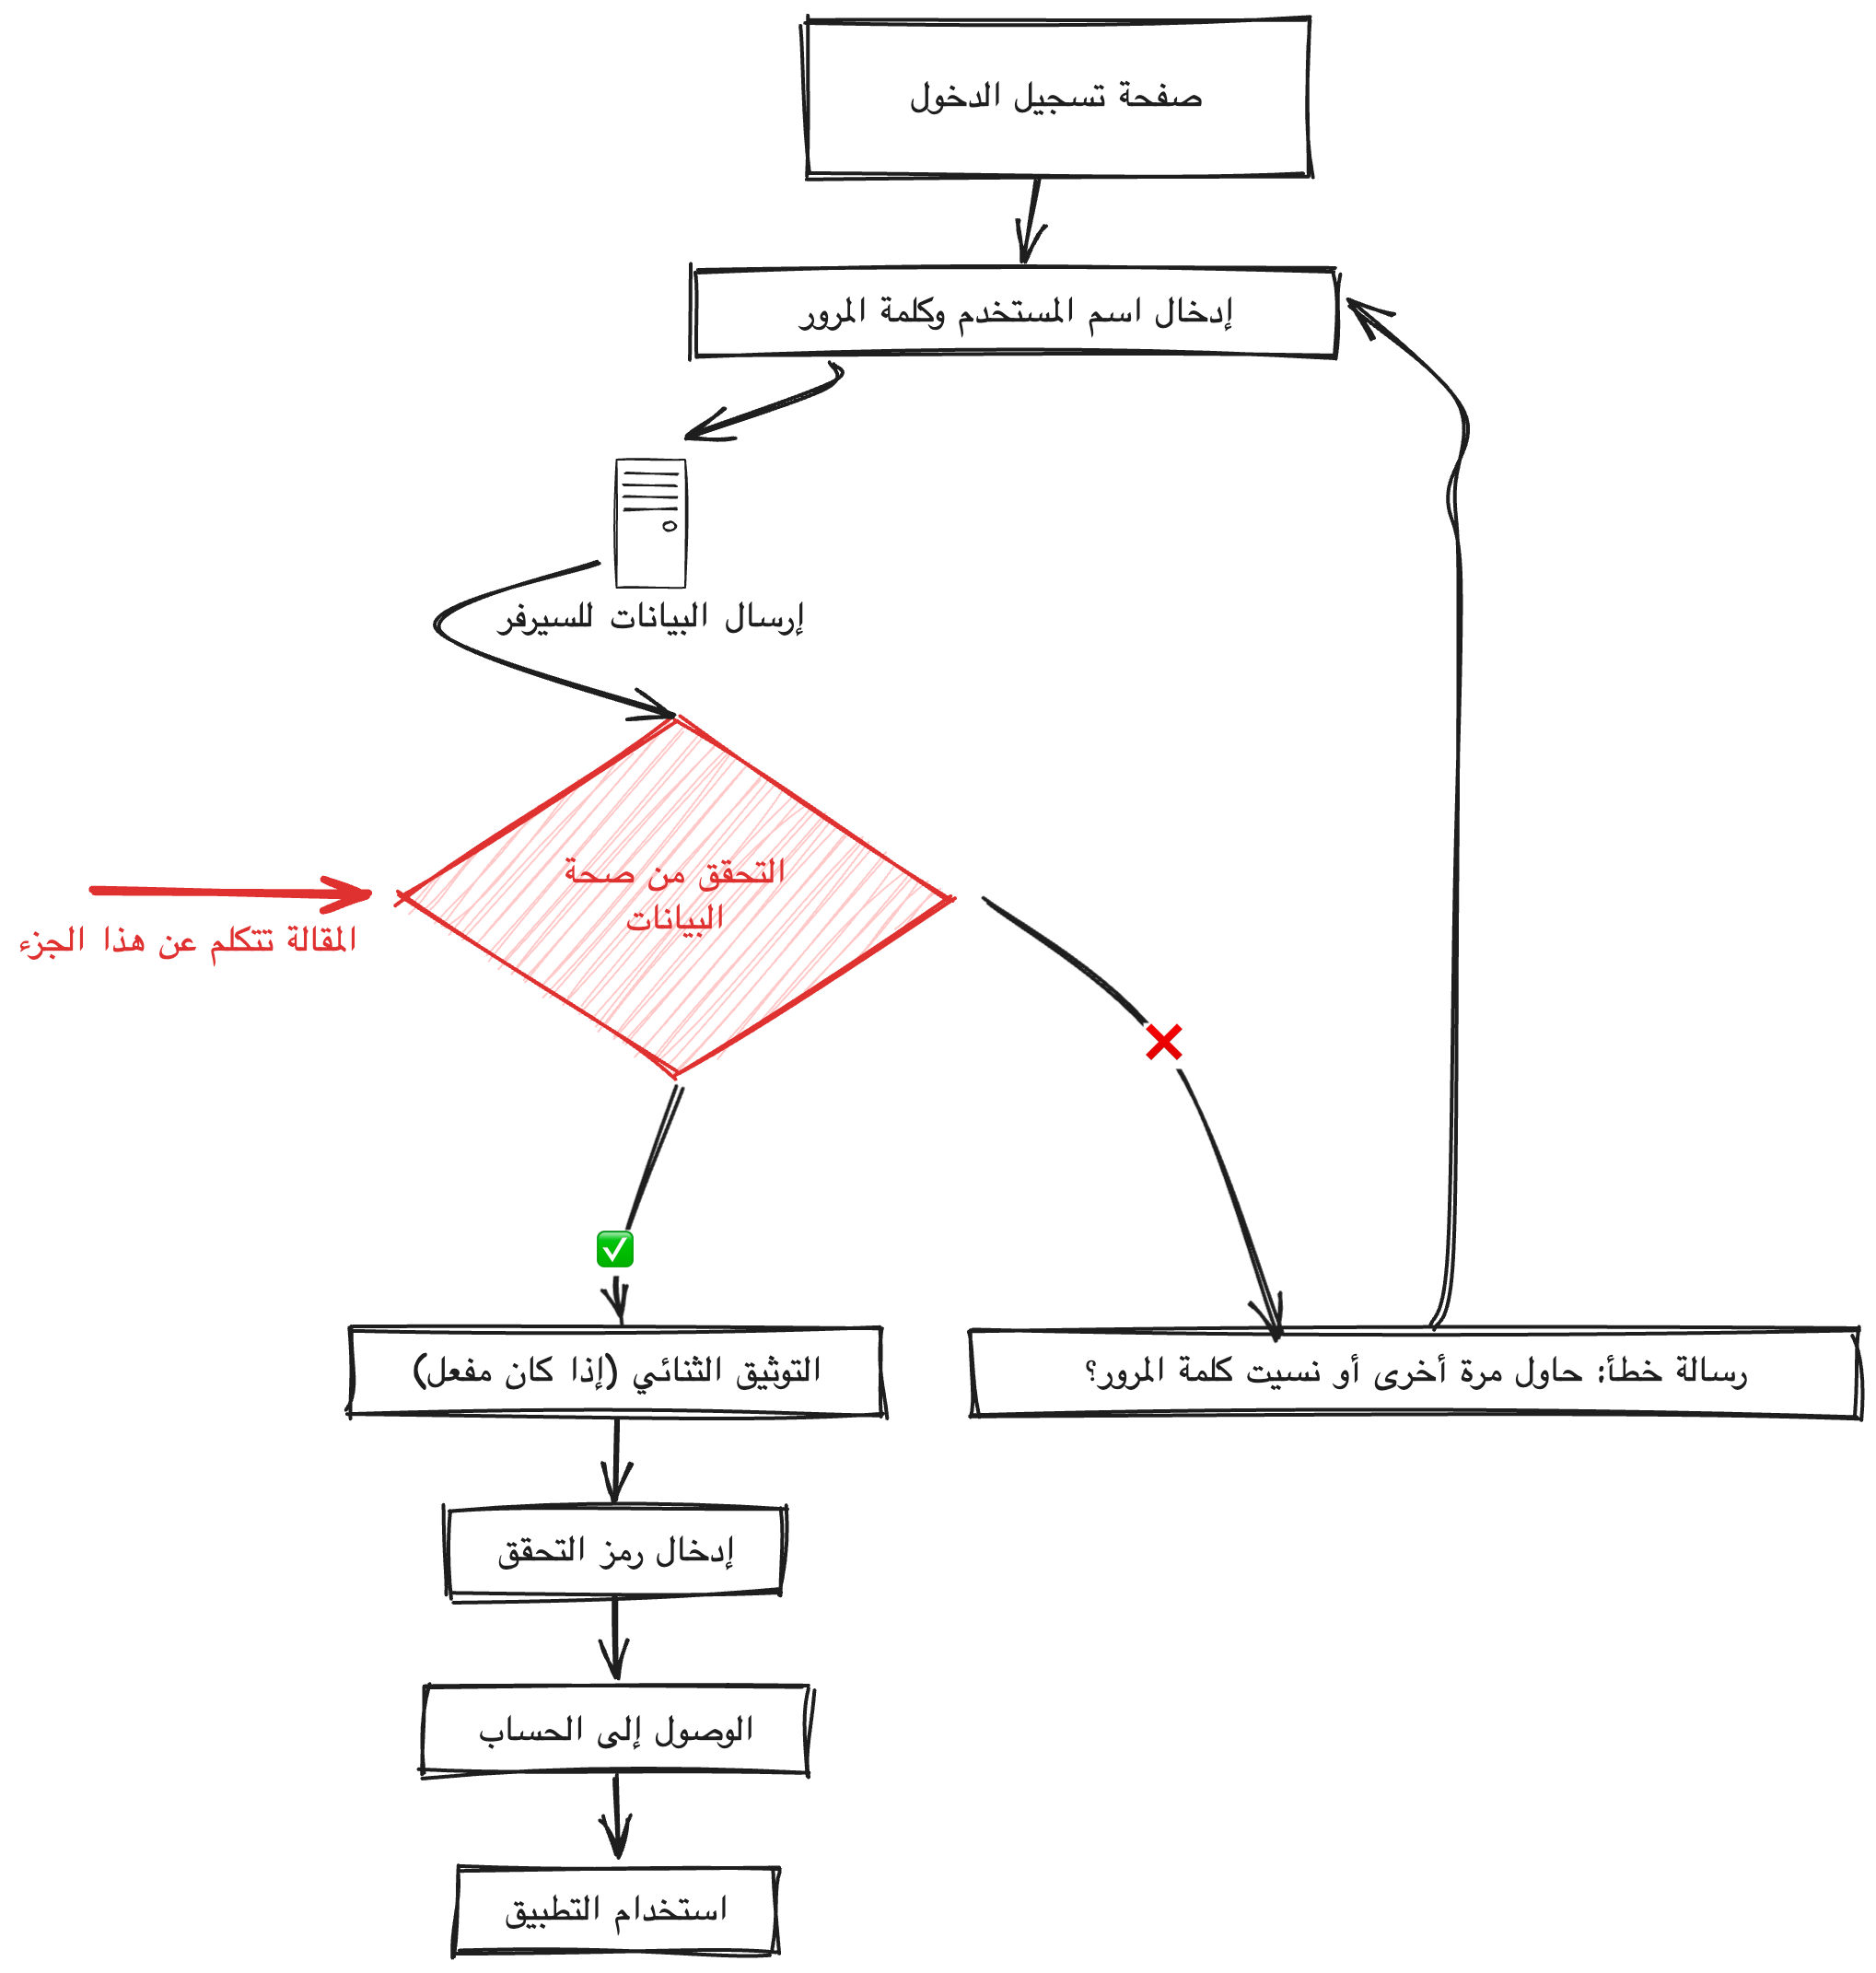 صفحة تسجيل الدخول
إدخال اسم المستخدم وكلمة المرور
إرسال البيانات للسيرفر
التحقق من صحة
البيانات
المقالة تتكلم عن هذا الجزء
التوثيق الثنائي (إذا كان مفعل)
رسالة خطأ: حاول مرة أخرى أو نسيت كلمة المرور؟
إدخال رمز التحقق
الوصول إلى الحساب
استخدام التطبيق